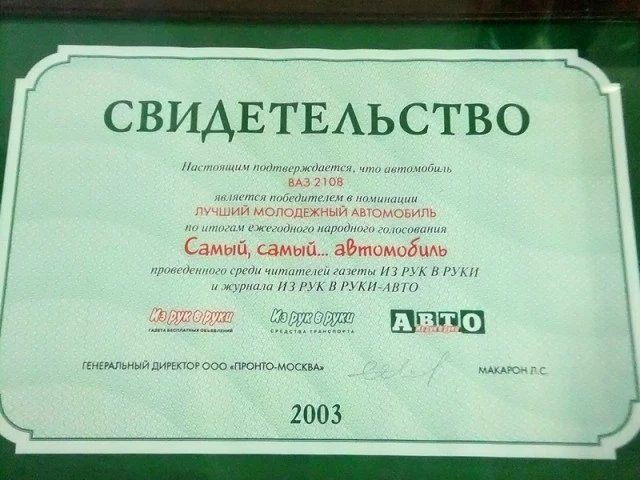 СВИДЕТЕЛЬСТВО
Настоящим подтверждается, что автомобиль
ВАЗ 2108
является победителем в номинации
ЛУЧШИЙ МОЛОДЕЖНЫЙ АВТОМОБИЛЬ
по итогам ежегодного народного голосования
Самый, самый... автомобиль
проведенного среди читателей газеты ИЗ РУК В РУКИ
и журнала ИЗ РУК В РУКИ-АВТО
Из рук в руки
ГАЗЕТА БЕСПЛАТНЫХ ОБЪЯВЛЕНИЙ
Из рук в руки
СРЕДСТВА ТРАНСПОРТА
АВТО
ГЕНЕРАЛЬНЫЙ ДИРЕКТОР ООО «ПРОНТО-МОСКВА»
МАКАРОН Л.С.
2003